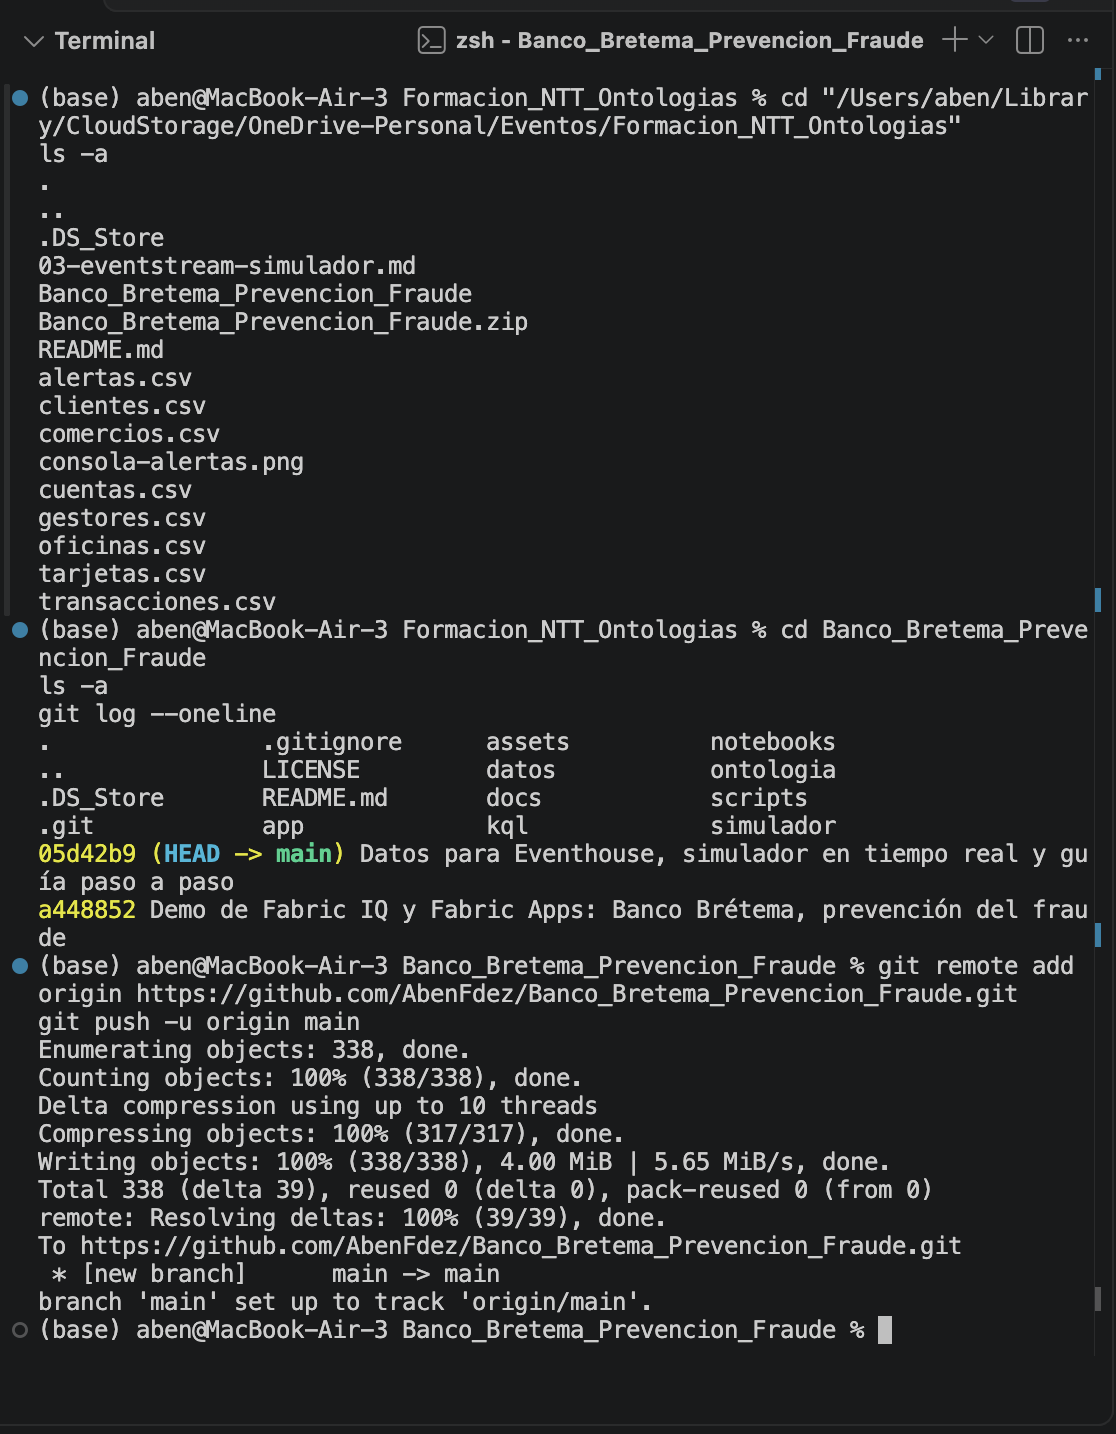 Terminal
zsh - Banco_Bretema_Prevencion_Fraude
(base) aben@MacBook-Air-3 Formacion_NTT_Ontologias % cd "/Users/aben/Librar
y/CloudStorage/OneDrive-Personal/Eventos/Formacion_NTT_Ontologias"
ls -a
.
..
.DS_Store
03-eventstream-simulador.md
Banco_Bretema_Prevencion_Fraude
Banco_Bretema_Prevencion_Fraude.zip
README.md
alertas.csv
clientes.csv
comercios.csv
consola-alertas.png
cuentas.csv
gestores.csv
oficinas.csv
tarjetas.csv
transacciones.csv
(base) aben@MacBook-Air-3 Formacion_NTT_Ontologias % cd Banco_Bretema_Preve
ncion_Fraude
ls -a
git log --oneline
. .gitignore assets notebooks
.. LICENSE datos ontologia
.DS_Store README.md docs scripts
.git app kql simulador
05d42b9 (HEAD -> main) Datos para Eventhouse, simulador en tiempo real y gu
ía paso a paso
a448852 Demo de Fabric IQ y Fabric Apps: Banco Brétema, prevención del frau
de
(base) aben@MacBook-Air-3 Banco_Bretema_Prevencion_Fraude % git remote add
origin https://github.com/AbenFdez/Banco_Bretema_Prevencion_Fraude.git
git push -u origin main
Enumerating objects: 338, done.
Counting objects: 100% (338/338), done.
Delta compression using up to 10 threads
Compressing objects: 100% (317/317), done.
Writing objects: 100% (338/338), 4.00 MiB | 5.65 MiB/s, done.
Total 338 (delta 39), reused 0 (delta 0), pack-reused 0 (from 0)
remote: Resolving deltas: 100% (39/39), done.
To https://github.com/AbenFdez/Banco_Bretema_Prevencion_Fraude.git
 * [new branch] main -> main
branch 'main' set up to track 'origin/main'.
(base) aben@MacBook-Air-3 Banco_Bretema_Prevencion_Fraude %